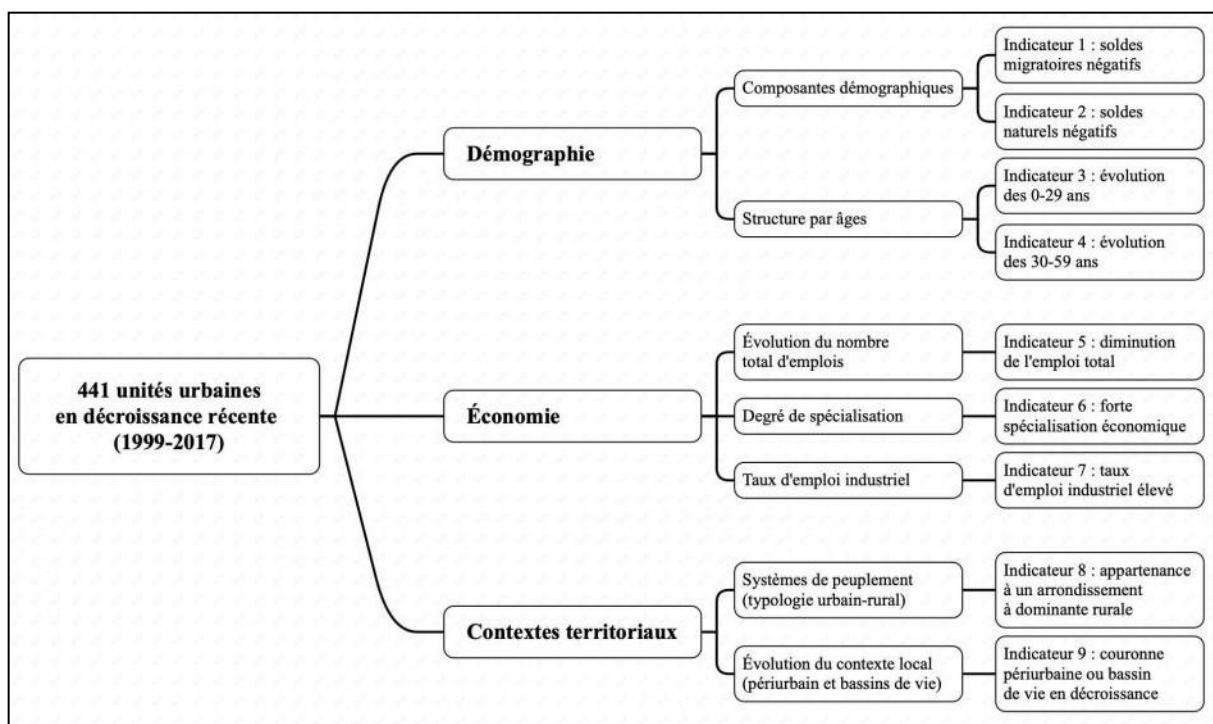 441 unités urbaines
en décroissance récente
(1999-2017)
Démographie
Composantes démographiques
Indicateur 1 : soldes
migratoires négatifs
Indicateur 2 : soldes
naturels négatifs
Structure par âges
Indicateur 3 : évolution
des 0-29 ans
Indicateur 4 : évolution
des 30-59 ans
Économie
Évolution du nombre
total d'emplois
Indicateur 5 : diminution
de l'emploi total
Degré de spécialisation
Indicateur 6 : forte
spécialisation économique
Taux d'emploi industriel
Indicateur 7 : taux
d'emploi industriel élevé
Contextes territoriaux
Systèmes de peuplement
(typologie urbain-rural)
Indicateur 8 : appartenance
à un arrondissement
à dominante rurale
Évolution du contexte local
(périurbain et bassins de vie)
Indicateur 9 : couronne
périurbaine ou bassin
de vie en décroissance